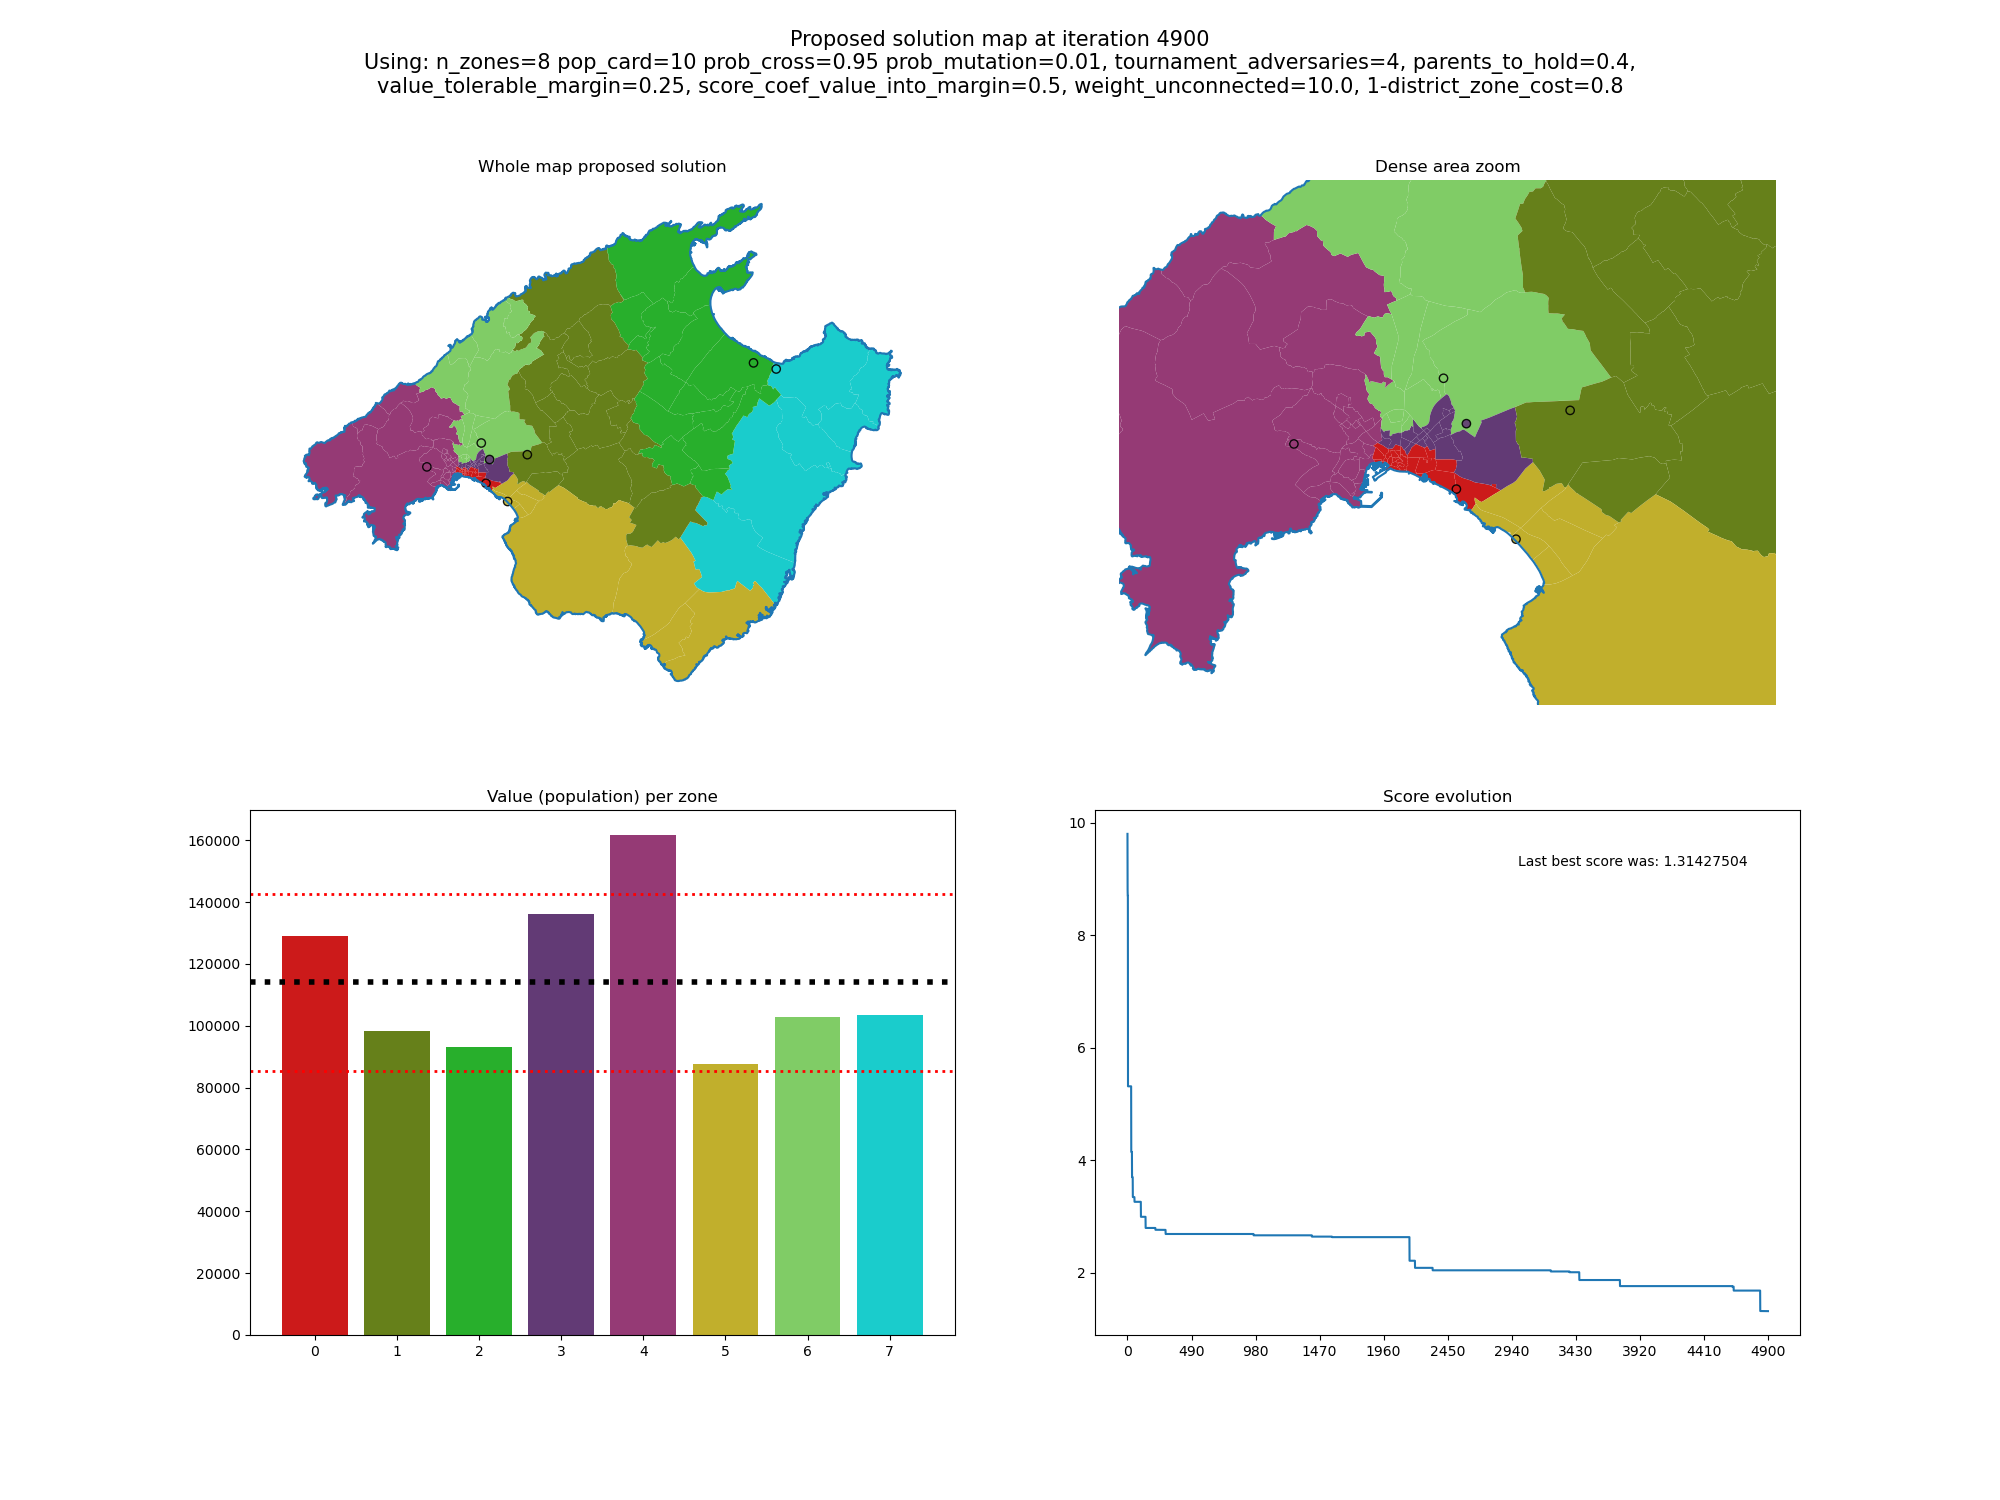 Proposed solution map at iteration 4900
Using: n_zones=8 pop_card=10 prob_cross=0.95 prob_mutation=0.01, tournament_adversaries=4, parents_to_hold=0.4,
value_tolerable_margin=0.25, score_coef_value_into_margin=0.5, weight_unconnected=10.0, 1-district_zone_cost=0.8
Whole map proposed solution
Dense area zoom
Value (population) per zone
160000
140000
120000
100000
80000
60000
40000
20000
0
0 1 2 3 4 5 6 7
Score evolution
Last best score was: 1.31427504
10
8
6
4
2
0 490 980 1470 1960 2450 2940 3430 3920 4410 4900